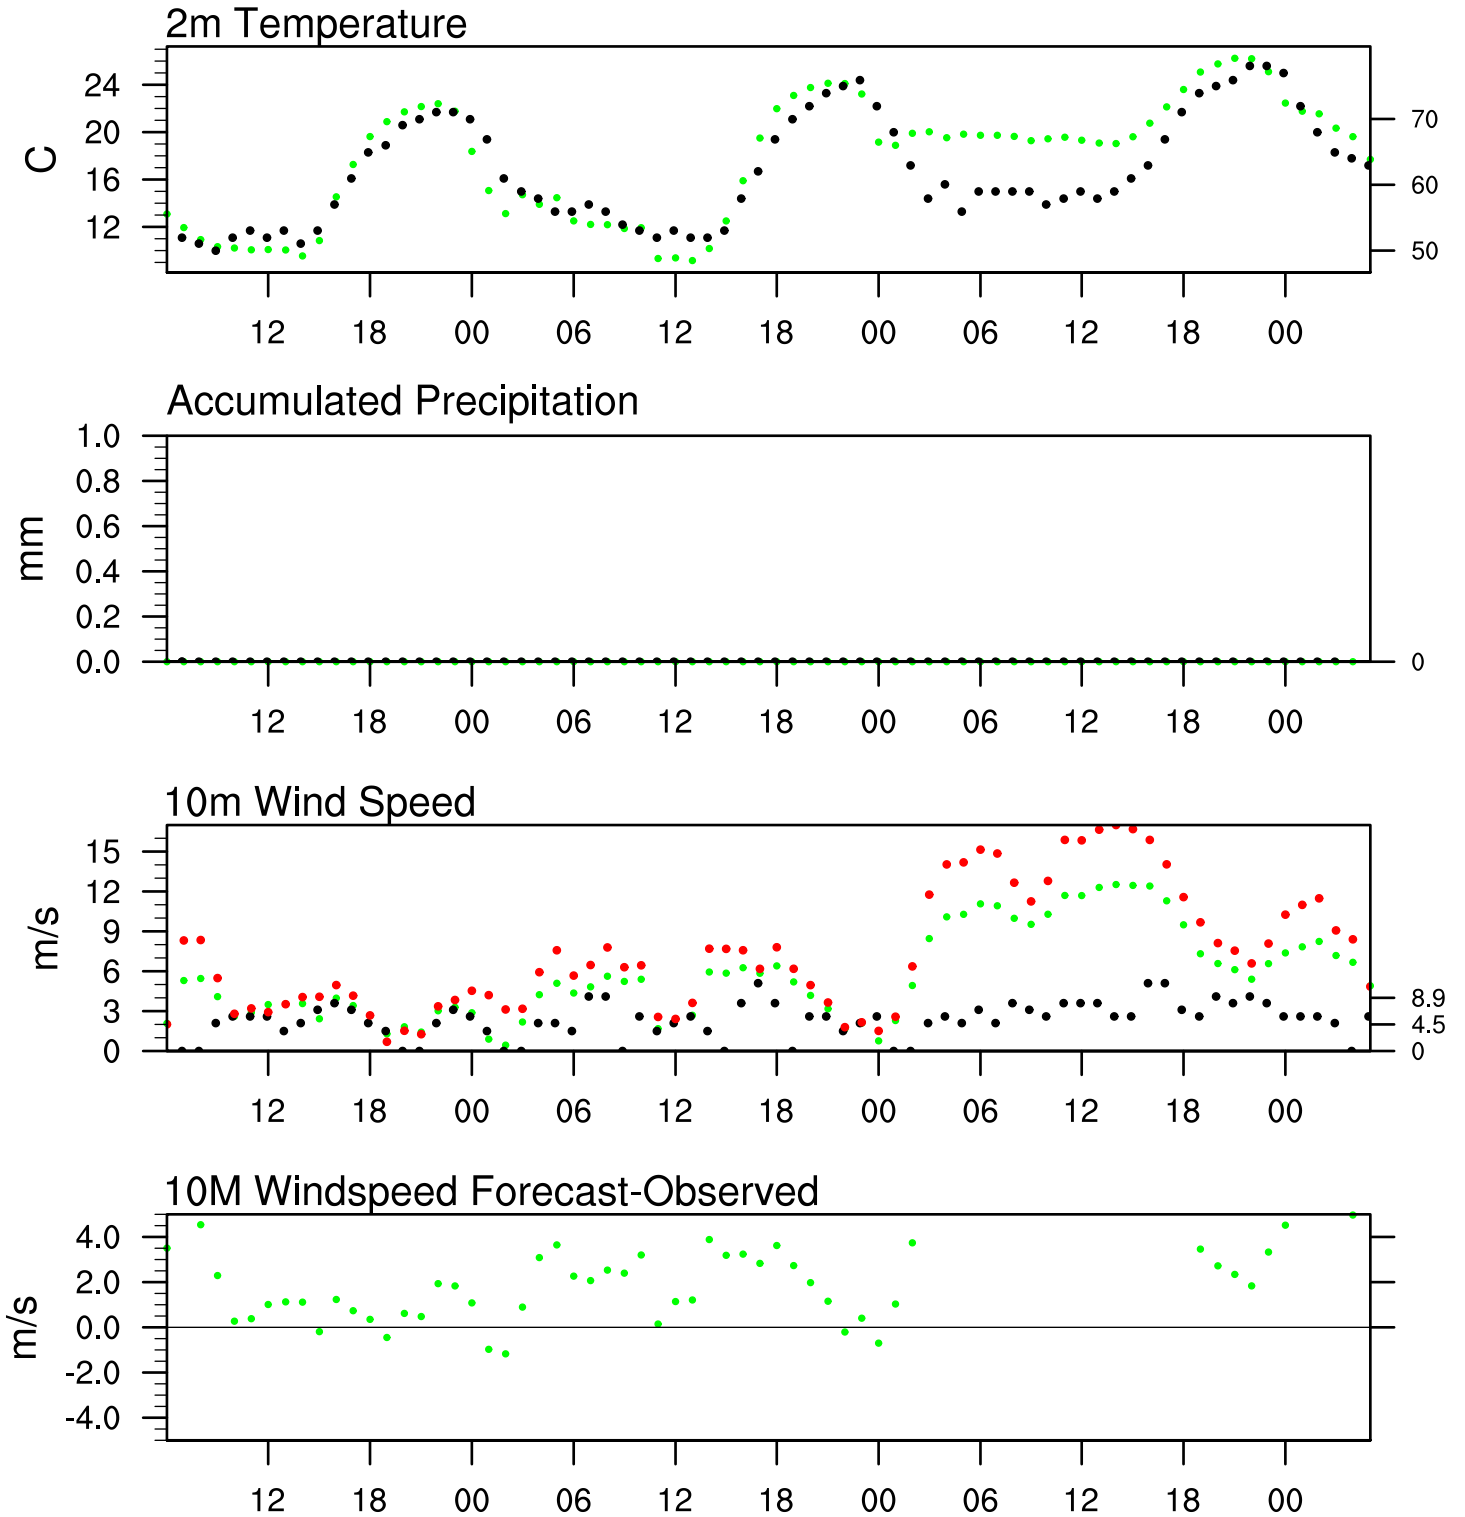 2m Temperature
24
20
16
12
C
70
60
50
12 18 00 06 12 18 00 06 12 18 00
Accumulated Precipitation
1.0
0.8
0.6
0.4
0.2
0.0
mm
0
12 18 00 06 12 18 00 06 12 18 00
10m Wind Speed
15
12
9
6
3
0
m/s
8.9
4.5
0
12 18 00 06 12 18 00 06 12 18 00
10M Windspeed Forecast-Observed
4.0
2.0
0.0
-2.0
-4.0
m/s
12 18 00 06 12 18 00 06 12 18 00